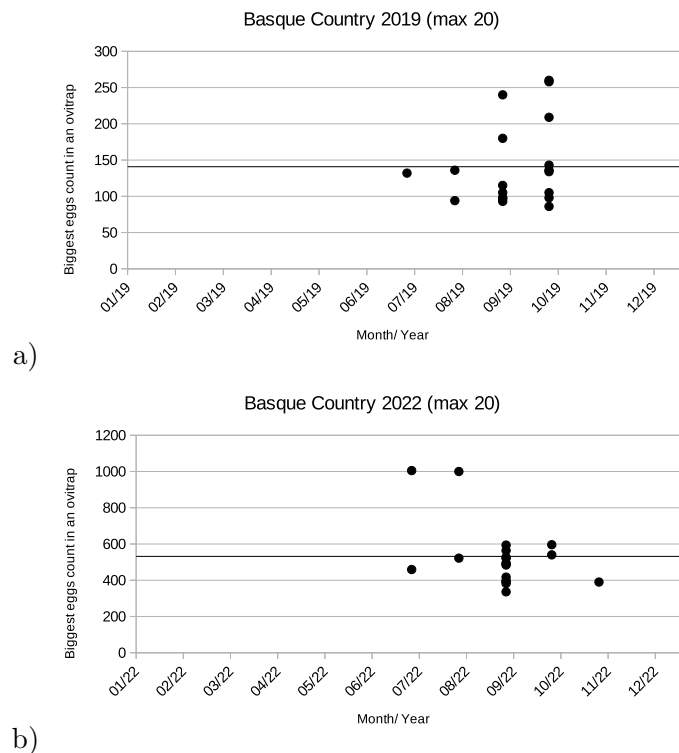 Basque Country 2019 (max 20)
300
250
200
150
100
50
0
Biggest eggs count in an ovitrap
01/19 02/19 03/19 04/19 05/19 06/19 07/19 08/19 09/19 10/19 11/19 12/19
Month/ Year
a)
Basque Country 2022 (max 20)
1200
1000
800
600
400
200
0
Biggest eggs count in an ovitrap
01/22 02/22 03/22 04/22 05/22 06/22 07/22 08/22 09/22 10/22 11/22 12/22
Month/ Year
b)